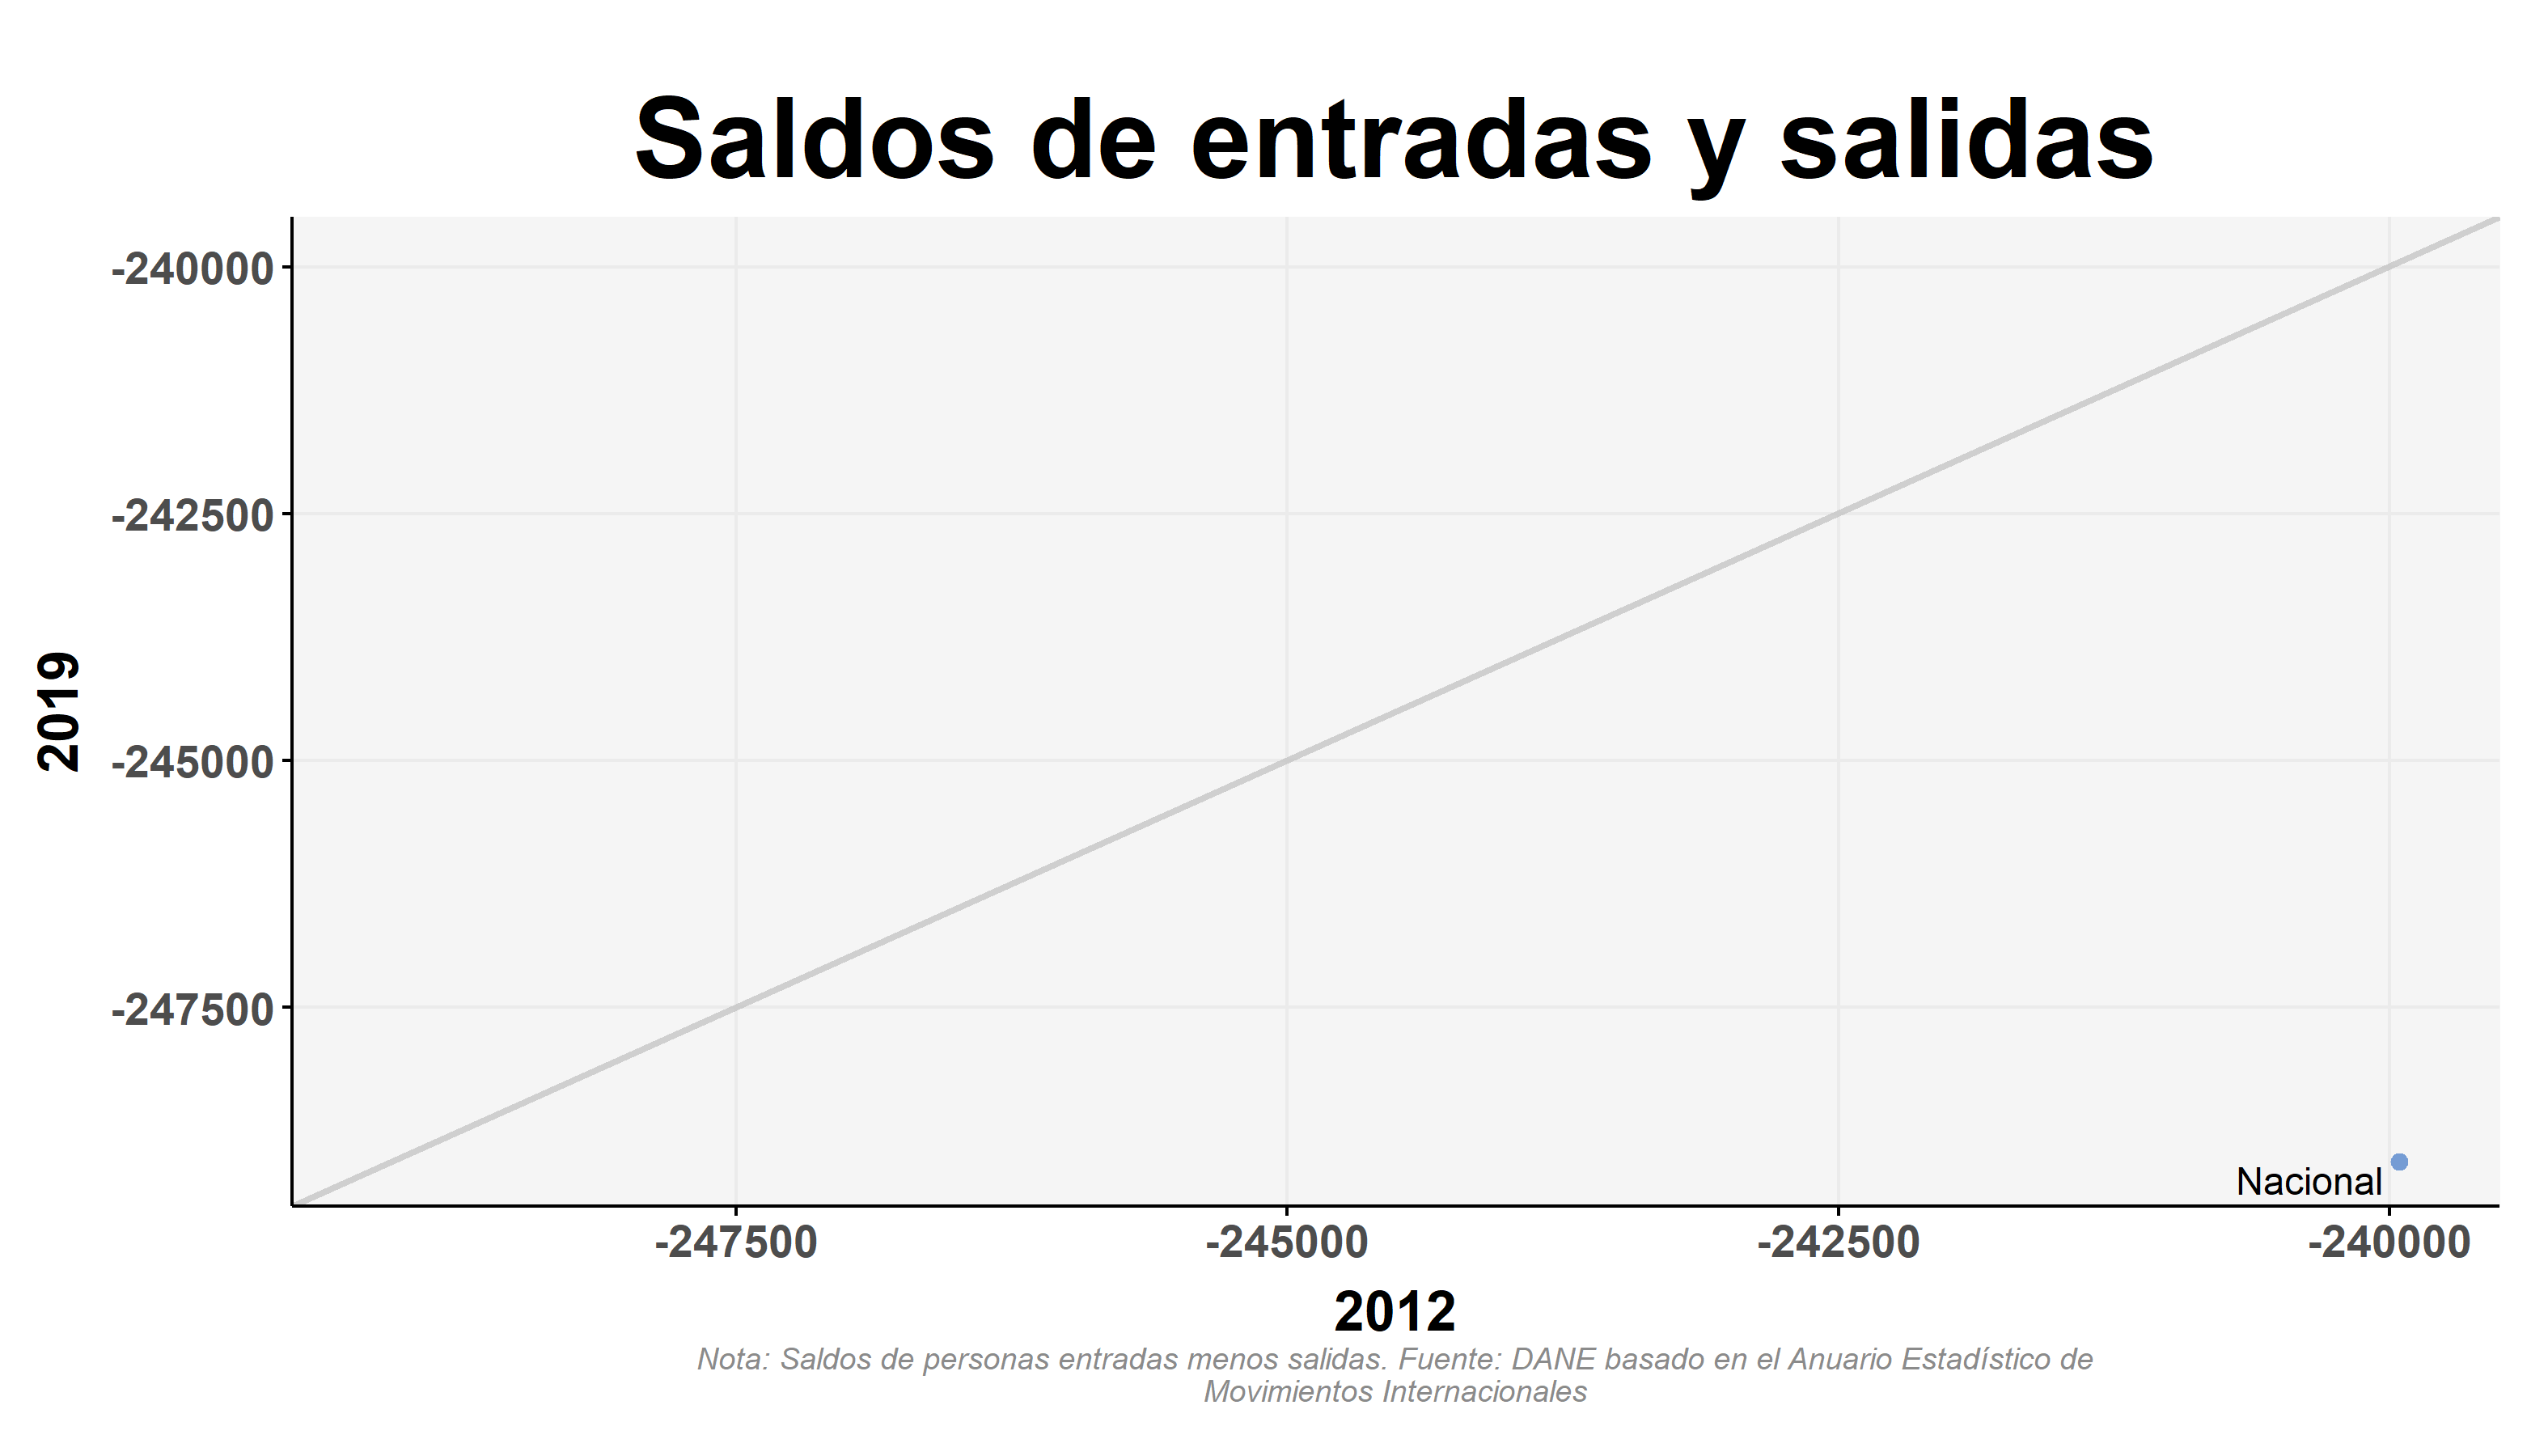 Saldos de entradas y salidas
-240000
-242500
-245000
-247500
2019
Nacional
-247500
-245000
-242500
-240000
2012
Nota: Saldos de personas entradas menos salidas. Fuente: DANE basado en el Anuario Estadístico de
Movimientos Internacionales